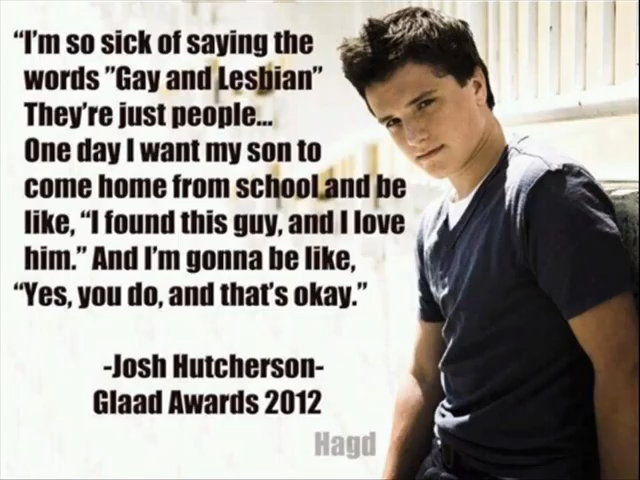 “I’m so sick of saying the
words ”Gay and Lesbian”
They’re just people...
One day I want my son to
come home from school and be
like, “I found this guy, and I love
him.” And I’m gonna be like,
“Yes, you do, and that’s okay.”
-Josh Hutcherson-
Glaad Awards 2012
Hagd